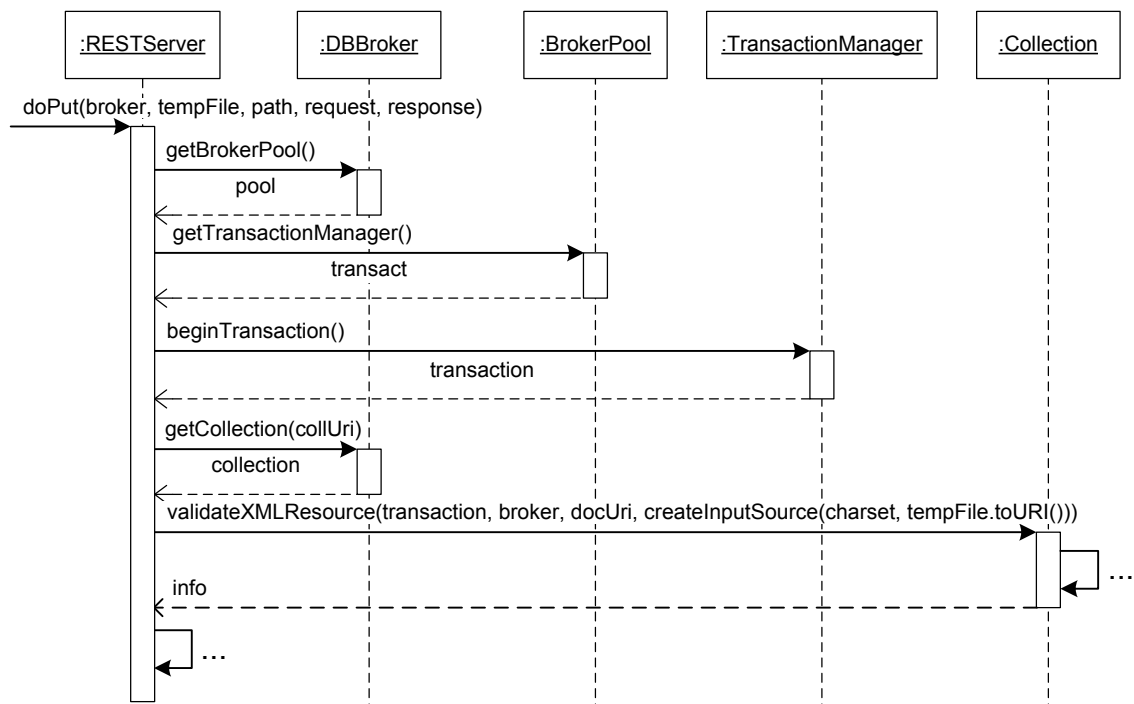 :RESTServer
:DBBroker
:BrokerPool
:TransactionManager
:Collection
doPut(broker, tempFile, path, request, response)
getBrokerPool()
pool
getTransactionManager()
transact
beginTransaction()
transaction
getCollection(collUri)
collection
validateXMLResource(transaction, broker, docUri, createInputSource(charset, tempFile.toURI()))
...
info
...